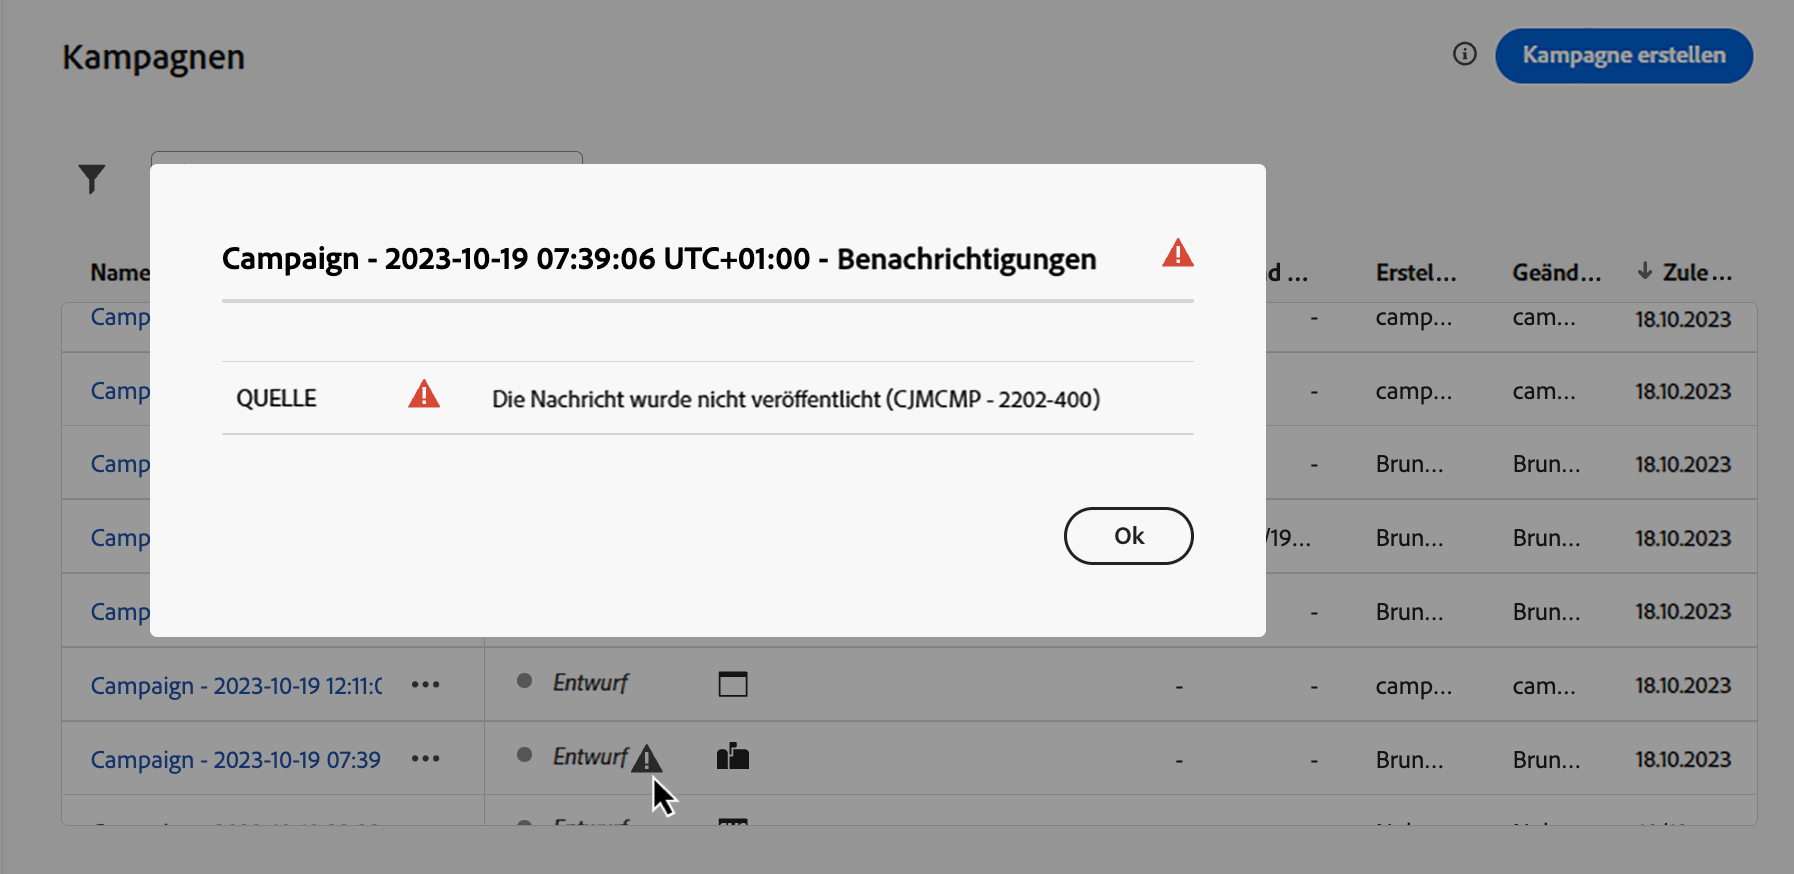 Kampagnen
Kampagne erstellen
Campaign - 2023-10-19 07:39:06 UTC+01:00 - Benachrichtigungen
QUELLE Die Nachricht wurde nicht veröffentlicht (CJMCMP - 2202-400)
Ok
Name d ... Erstel... Geänd... Zule ...
Camp - camp... cam... 18.10.2023
Camp - camp... cam... 18.10.2023
Camp - Brun... Brun... 18.10.2023
Camp /19... Brun... Brun... 18.10.2023
Camp - Brun... Brun... 18.10.2023
Campaign - 2023-10-19 12:11:0 ... Entwurf - - camp... cam... 18.10.2023
Campaign - 2023-10-19 07:39 ... Entwurf - - Brun... Brun... 18.10.2023